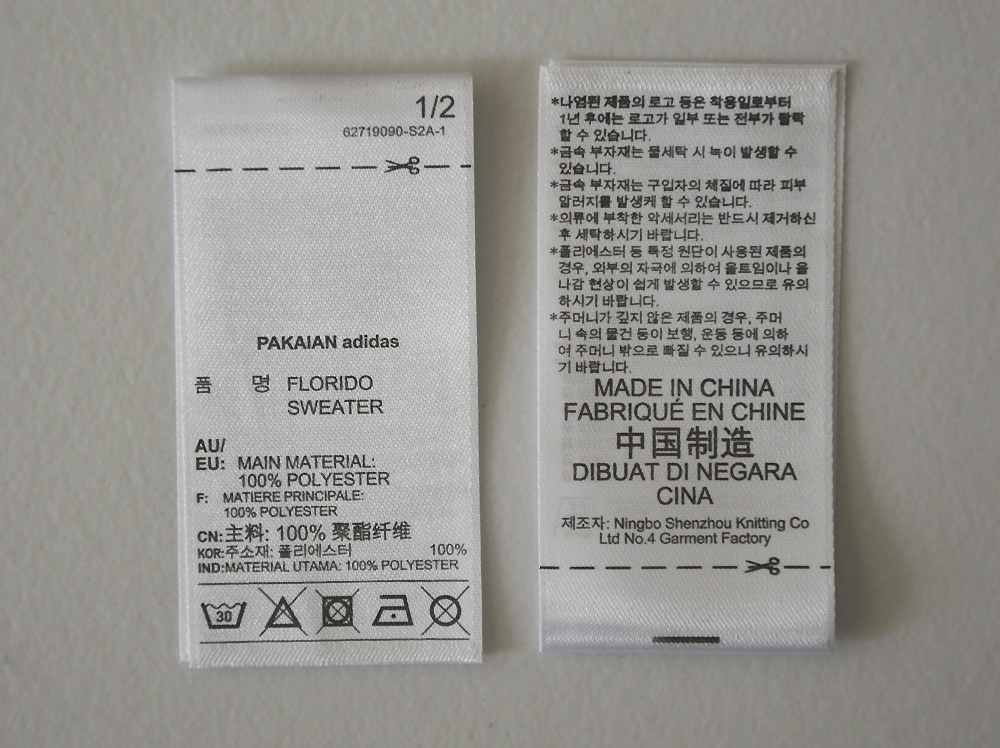 1/2
62719090-S2A-1
PAKAIAN adidas
품 명 FLORIDO
SWEATER
AU/
EU: MAIN MATERIAL:
100% POLYESTER
F: MATIERE PRINCIPALE:
100% POLYESTER
CN:主料: 100% 聚酯纤维
KOR:주소재: 폴리에스터 100%
IND:MATERIAL UTAMA: 100% POLYESTER
30
*나염된 제품의 로고 등은 착용일로부터
1년 후에는 로고가 일부 또는 전부가 탈락
할 수 있습니다.
*금속 부자재는 물세탁 시 녹이 발생할 수
있습니다.
*금속 부자재는 구입자의 체질에 따라 피부
알러지를 발생케 할 수 있습니다.
*의류에 부착한 악세서리는 반드시 제거하신
후 세탁하시기 바랍니다.
*폴리에스터 등 특정 원단이 사용된 제품의
경우, 외부의 자극에 의하여 올트임이나 올
나감 현상이 쉽게 발생할 수 있으므로 유의
하시기 바랍니다.
*주머니가 깊지 않은 제품의 경우, 주머
니 속의 물건 등이 보행, 운동 등에 의하
여 주머니 밖으로 빠질 수 있으니 유의하시
기 바랍니다.
MADE IN CHINA
FABRIQUÉ EN CHINE
中国制造
DIBUAT DI NEGARA
CINA
제조자: Ningbo Shenzhou Knitting Co
Ltd No.4 Garment Factory